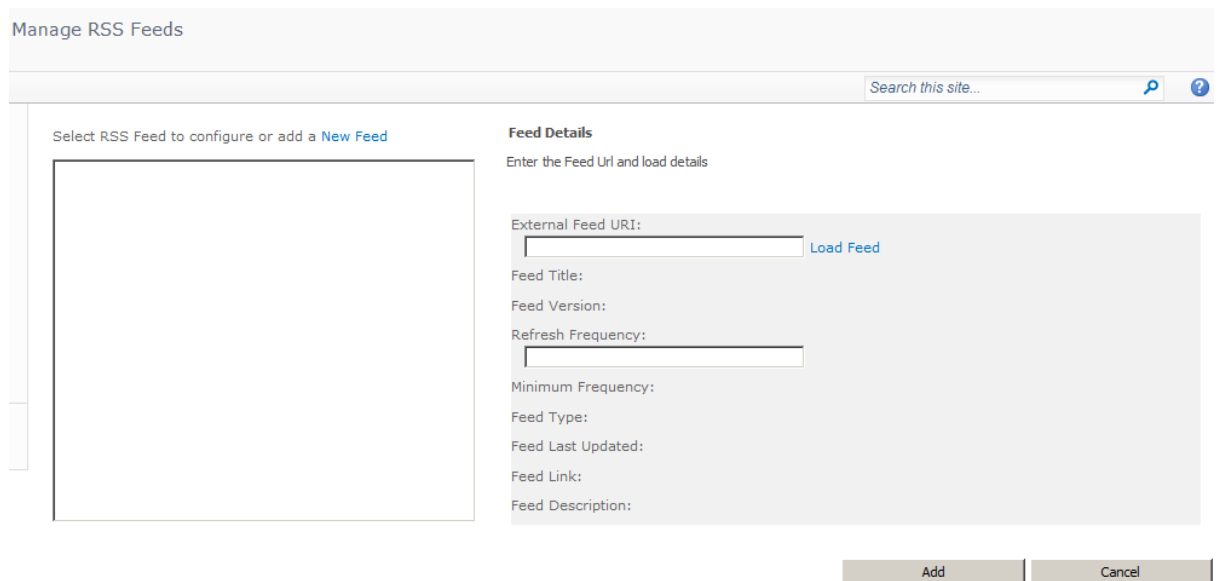 Manage RSS Feeds
Search this site...
Select RSS Feed to configure or add a New Feed
Feed Details
Enter the Feed Url and load details
External Feed URI:
Load Feed
Feed Title:
Feed Version:
Refresh Frequency:
Minimum Frequency:
Feed Type:
Feed Last Updated:
Feed Link:
Feed Description:
Add
Cancel